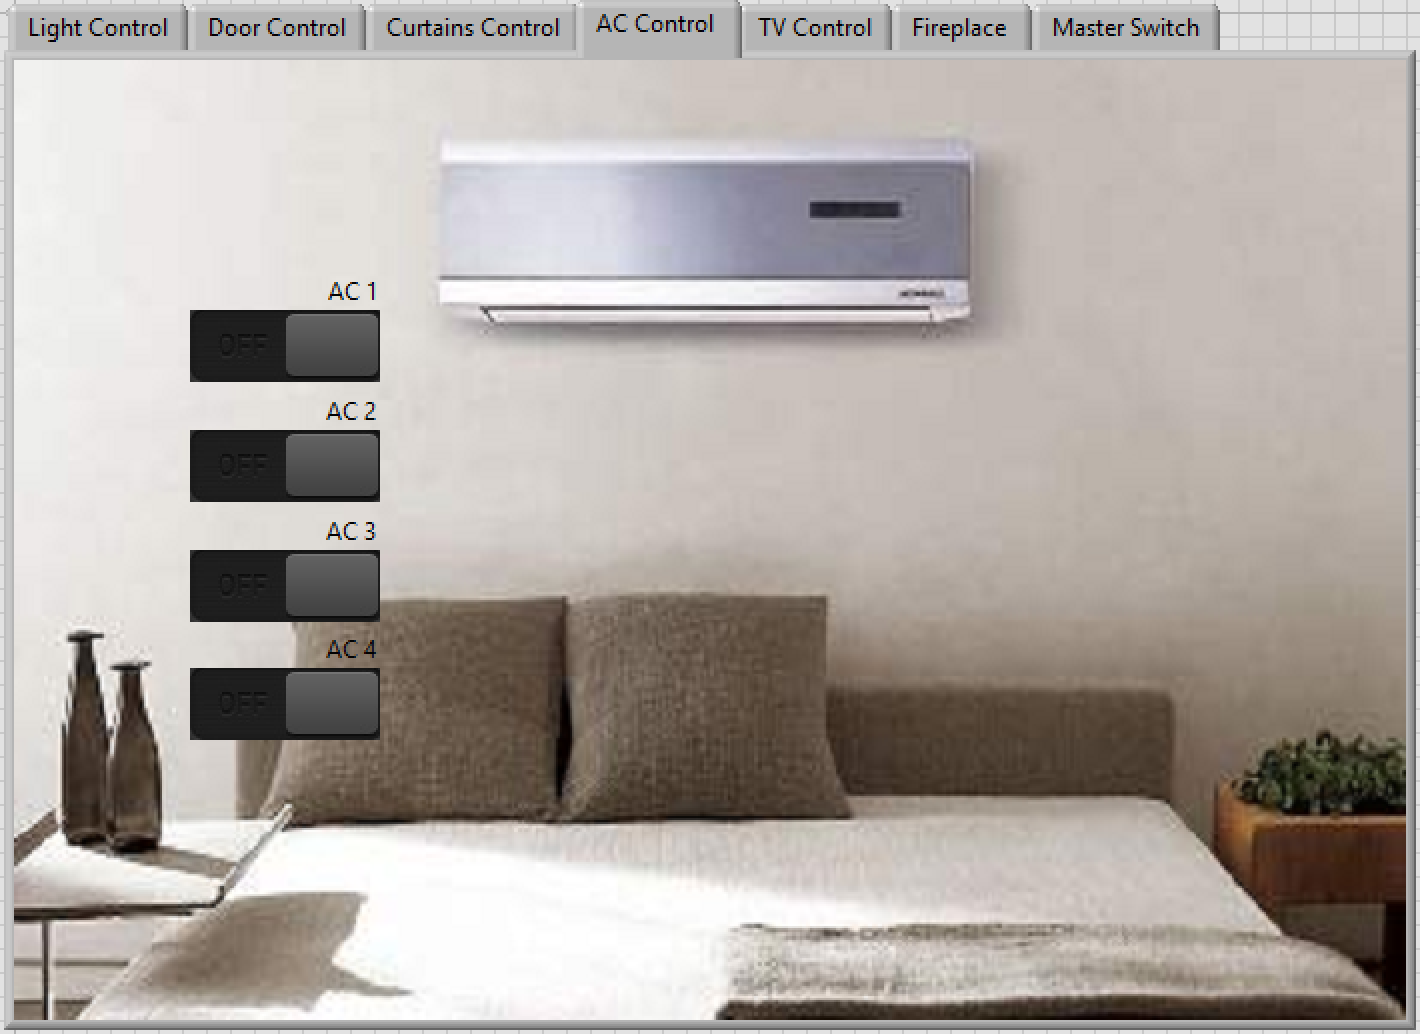 Light Control
Door Control
Curtains Control
AC Control
TV Control
Fireplace
Master Switch
AC 1
OFF
AC 2
OFF
AC 3
OFF
AC 4
OFF